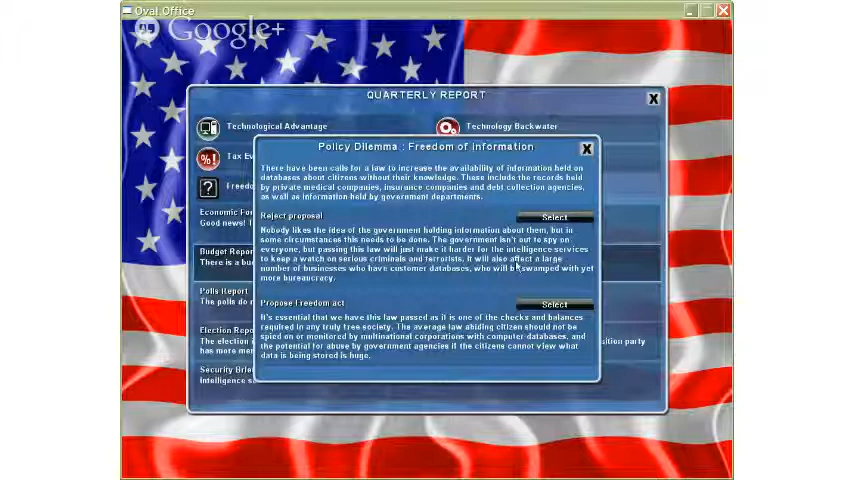 Oval Office
Google+
QUARTERLY REPORT
X
Technological Advantage
Technology Backwater
Policy Dilemma : Freedom of information
X
Tax Ev
There have been calls for a law to increase the availability of information held on
databases about citizens without their knowledge. These include the records held
by private medical companies, insurance companies and debt collection agencies,
as well as information held by government departments.
Freed
Reject proposal
Select
Economic For
Good news! 
Nobody likes the idea of the government holding information about them, but in
some circumstances this needs to be done. The government isn't out to spy on
everyone, but passing this law will just make it harder for the intelligence services
to keep a watch on serious criminals and terrorists. It will also affect a large
number of businesses who have customer databases, who will be swamped with yet
more bureaucracy.
Budget Repor
There is a bu
Polls Report
The polls do
Propose Freedom act
Select
It's essential that we have this law passed as it is one of the checks and balances
required in any truly free society. The average law abiding citizen should not be
spied on or monitored by multinational corporations with computer databases, and
the potential for abuse by government agencies if the citizens cannot view what
data is being stored is huge.
Election Repo
The election
sition party
has more mem
Security Brie
Intelligence se